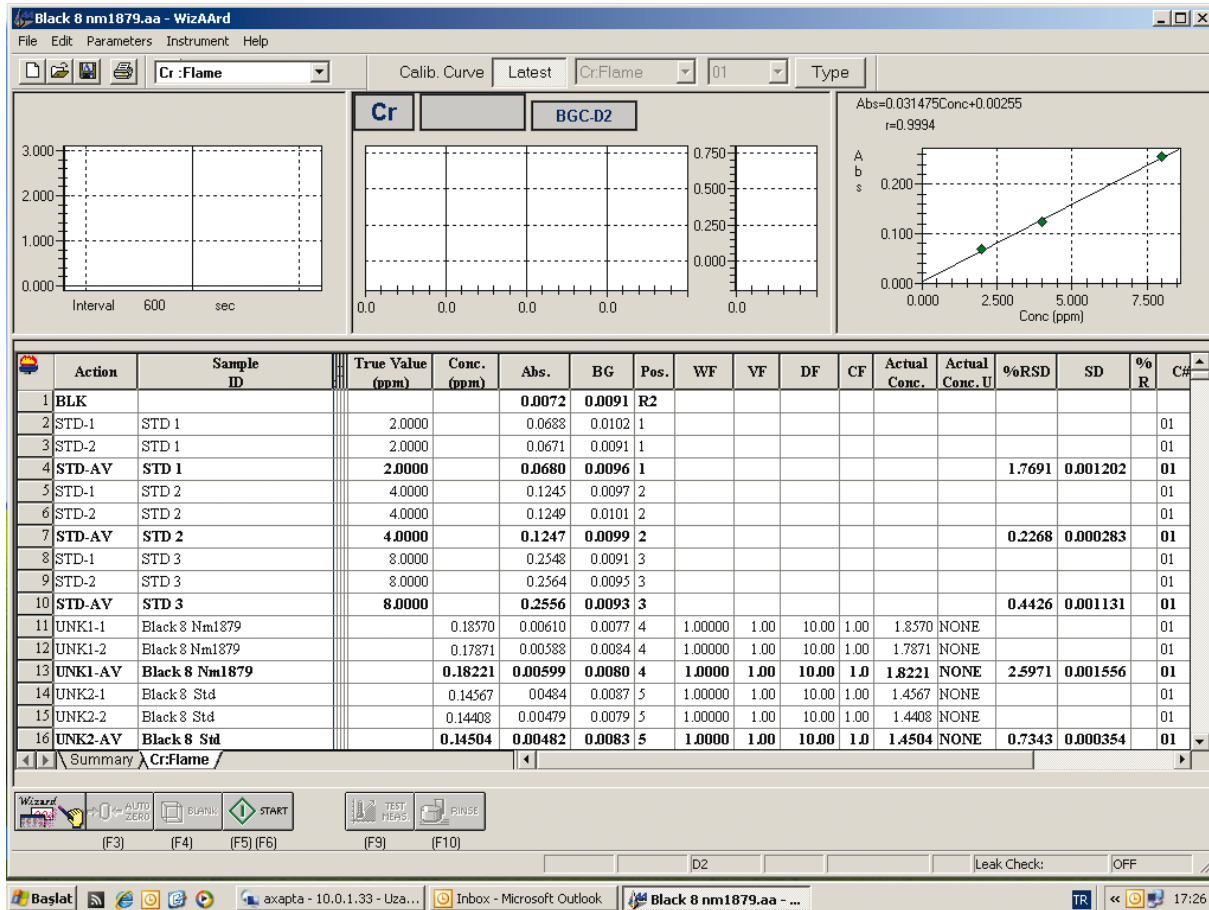 Black 8 nm1879.aa - WizAArd
File Edit Parameters Instrument Help
Cr :Flame Calib. Curve Latest Cr:Flame 01 Type
3.000
2.000
1.000
0.000
Interval 600 sec
Cr BGC-D2
0.750
0.500
0.250
0.000
0.0 0.0 0.0 0.0 0.0
Abs=0.031475Conc+0.00255
r=0.9994
Abs
0.200
0.100
0.000
0.000 2.500 5.000 7.500
Conc (ppm)
Action Sample ID True Value (ppm) Conc. (ppm) Abs. BG Pos. WF VF DF CF Actual Conc. Actual Conc. U %RSD SD % R C#
1 BLK 0.0072 0.0091 R2
2 STD-1 STD 1 2.0000 0.0688 0.0102 1 01
3 STD-2 STD 1 2.0000 0.0671 0.0091 1 01
4 STD-AV STD 1 2.0000 0.0680 0.0096 1 1.7691 0.001202 01
5 STD-1 STD 2 4.0000 0.1245 0.0097 2 01
6 STD-2 STD 2 4.0000 0.1249 0.0101 2 01
7 STD-AV STD 2 4.0000 0.1247 0.0099 2 0.2268 0.000283 01
8 STD-1 STD 3 8.0000 0.2548 0.0091 3 01
9 STD-2 STD 3 8.0000 0.2564 0.0095 3 01
10 STD-AV STD 3 8.0000 0.2556 0.0093 3 0.4426 0.001131 01
11 UNK1-1 Black 8 Nm1879 0.18570 0.00610 0.0077 4 1.00000 1.00 10.00 1.00 1.8570 NONE 01
12 UNK1-2 Black 8 Nm1879 0.17871 0.00588 0.0084 4 1.00000 1.00 10.00 1.00 1.7871 NONE 01
13 UNK1-AV Black 8 Nm1879 0.18221 0.00599 0.0080 4 1.0000 1.00 10.00 1.0 1.8221 NONE 2.5971 0.001556 01
14 UNK2-1 Black 8 Std 0.14567 00484 0.0087 5 1.00000 1.00 10.00 1.00 1.4567 NONE 01
15 UNK2-2 Black 8 Std 0.14408 0.00479 0.0079 5 1.00000 1.00 10.00 1.00 1.4408 NONE 01
16 UNK2-AV Black 8 Std 0.14504 0.00482 0.0083 5 1.0000 1.00 10.00 1.0 1.4504 NONE 0.7343 0.000354 01
Summary Cr:Flame
Wizard AUTO ZERO BLANK START TEST MEAS. RINSE
(F3) (F4) (F5) (F6) (F9) (F10)
D2 Leak Check: OFF
Başlat axapta - 10.0.1.33 - Uza... Inbox - Microsoft Outlook Black 8 nm1879.aa - ... TR « 17:26